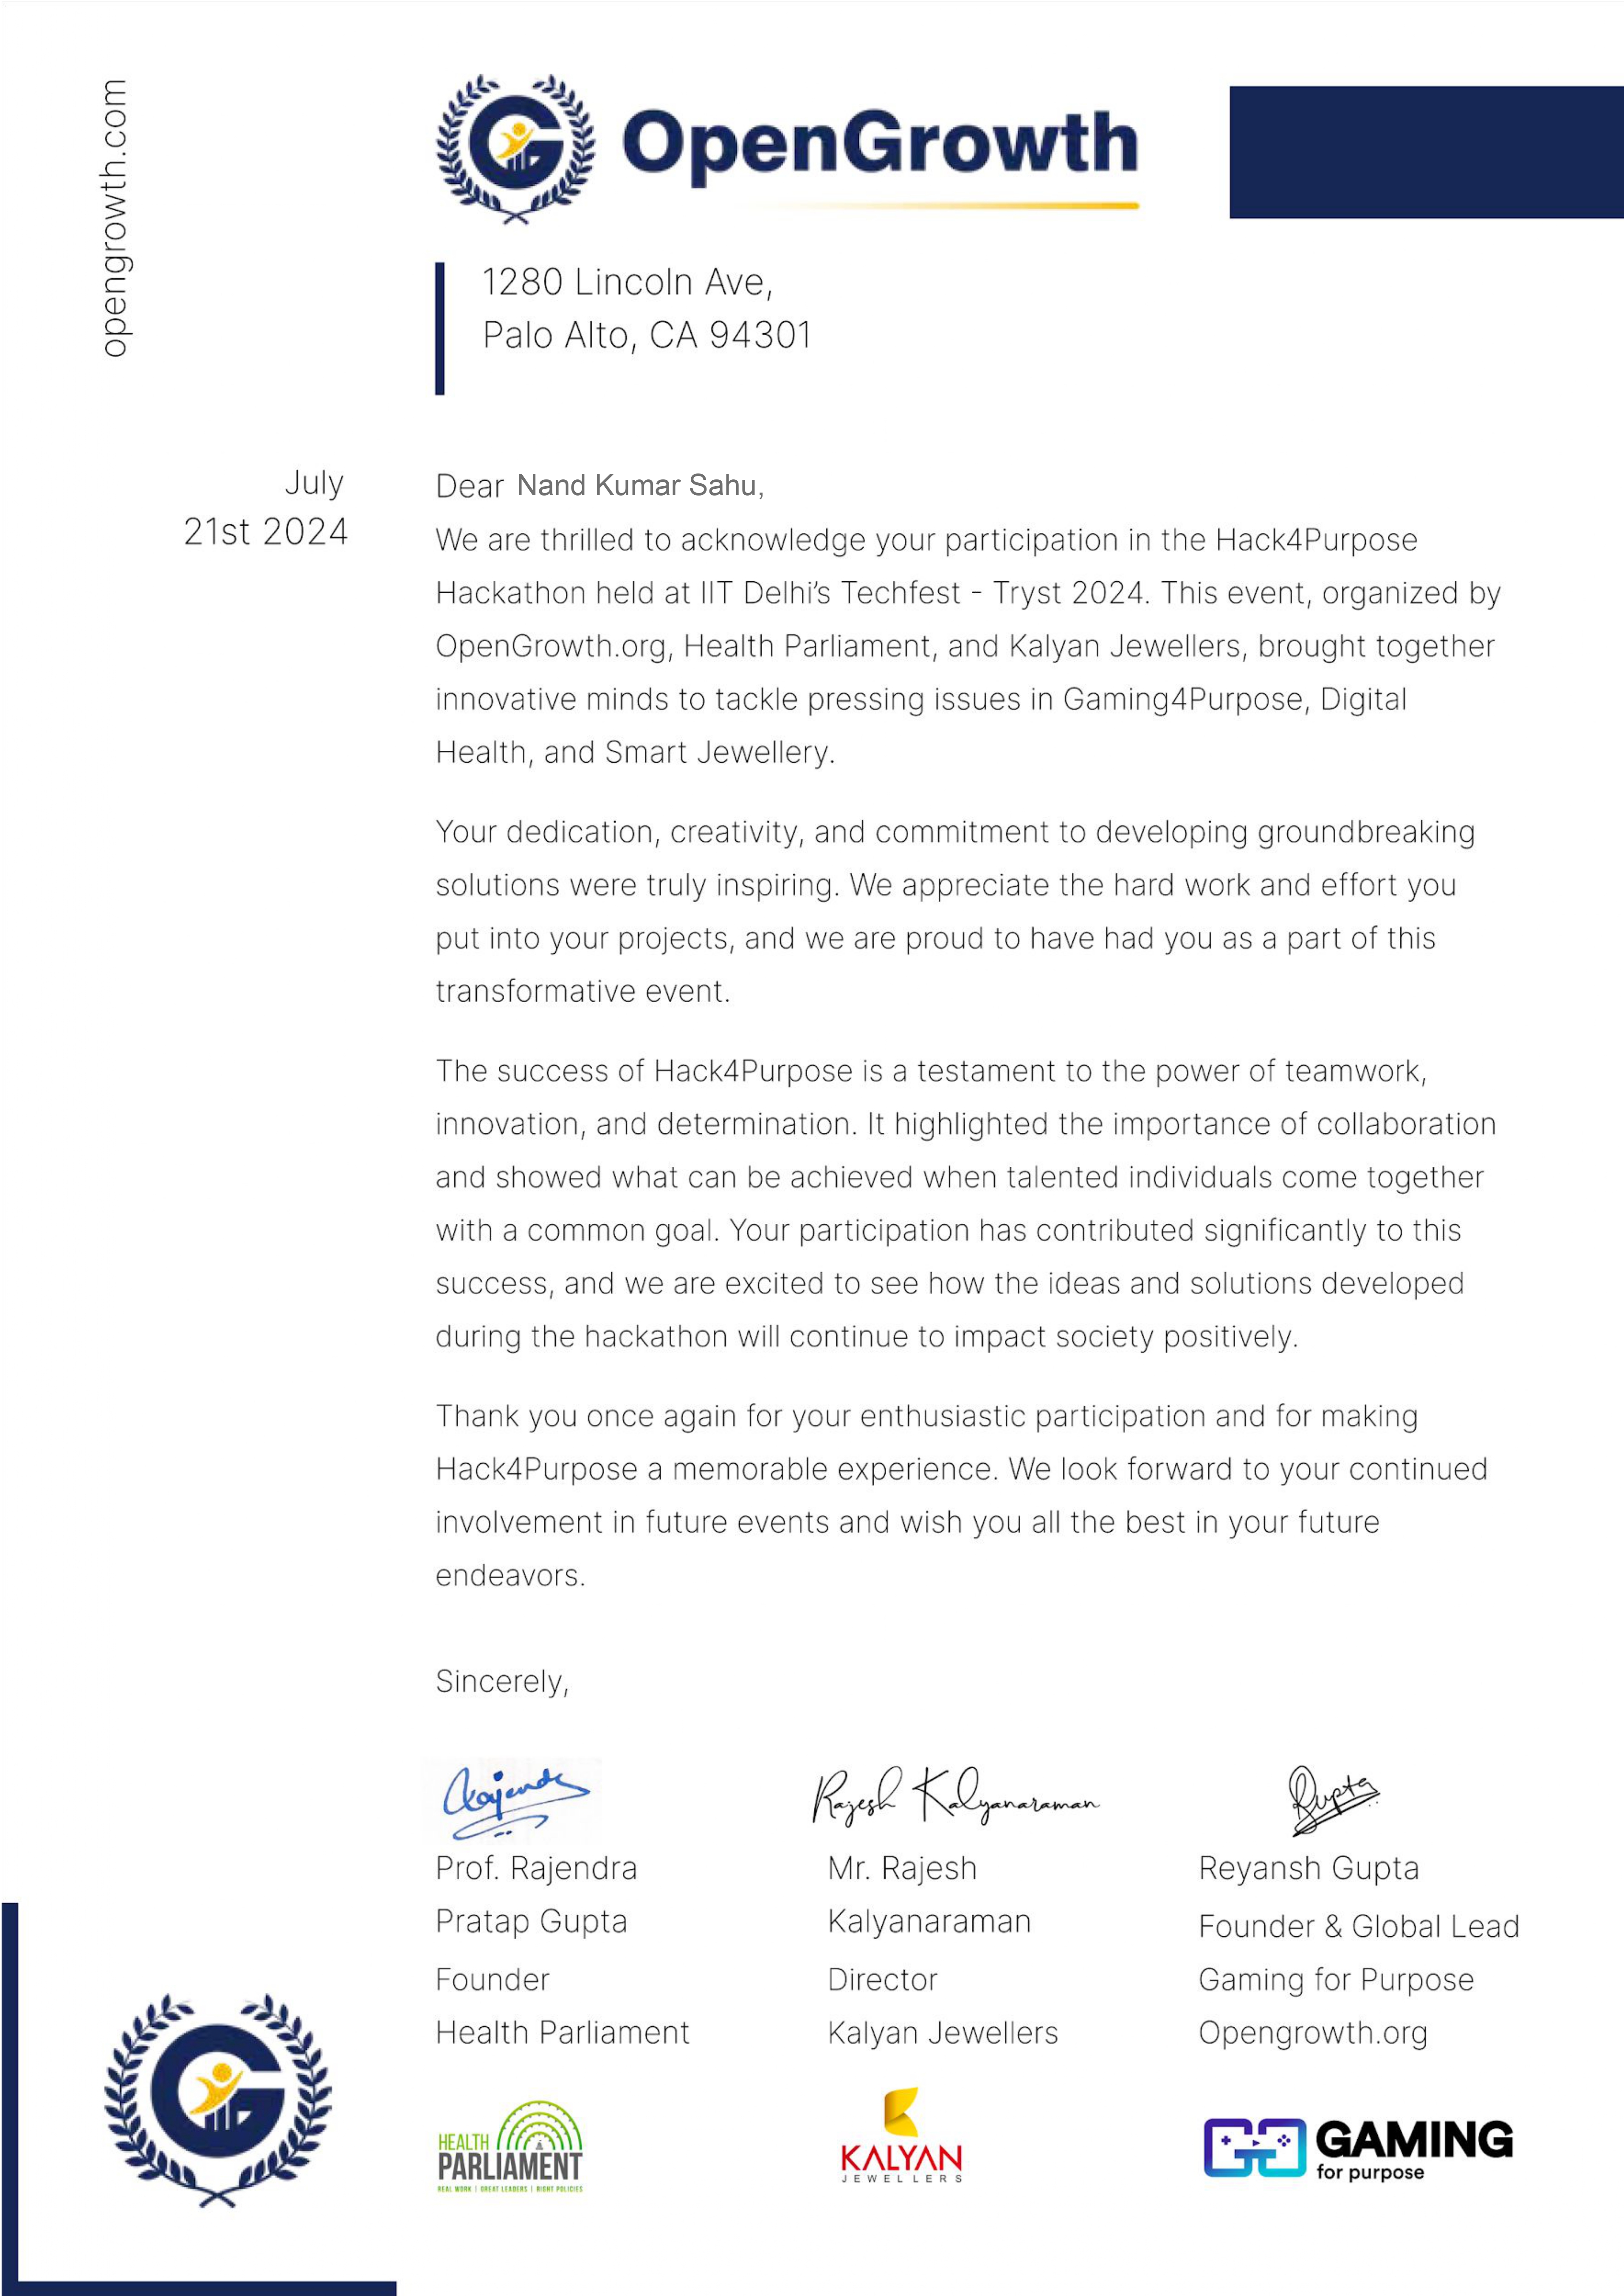 opengrowth.com
OpenGrowth
1280 Lincoln Ave,
Palo Alto, CA 94301
July
21st 2024
Dear Nand Kumar Sahu,
We are thrilled to acknowledge your participation in the Hack4Purpose
Hackathon held at IIT Delhi’s Techfest - Tryst 2024. This event, organized by
OpenGrowth.org, Health Parliament, and Kalyan Jewellers, brought together
innovative minds to tackle pressing issues in Gaming4Purpose, Digital
Health, and Smart Jewellery.
Your dedication, creativity, and commitment to developing groundbreaking
solutions were truly inspiring. We appreciate the hard work and effort you
put into your projects, and we are proud to have had you as a part of this
transformative event.
The success of Hack4Purpose is a testament to the power of teamwork,
innovation, and determination. It highlighted the importance of collaboration
and showed what can be achieved when talented individuals come together
with a common goal. Your participation has contributed significantly to this
success, and we are excited to see how the ideas and solutions developed
during the hackathon will continue to impact society positively.
Thank you once again for your enthusiastic participation and for making
Hack4Purpose a memorable experience. We look forward to your continued
involvement in future events and wish you all the best in your future
endeavors.
Sincerely,
Rajendra
Rajesh Kalyanaraman
Gupta
Prof. Rajendra
Pratap Gupta
Founder
Health Parliament
Mr. Rajesh
Kalyanaraman
Director
Kalyan Jewellers
Reyansh Gupta
Founder & Global Lead
Gaming for Purpose
Opengrowth.org
HEALTH
PARLIAMENT
REAL WORK | GREAT LEADERS | RIGHT POLICIES
KALYAN
JEWELLERS
GAMING
for purpose